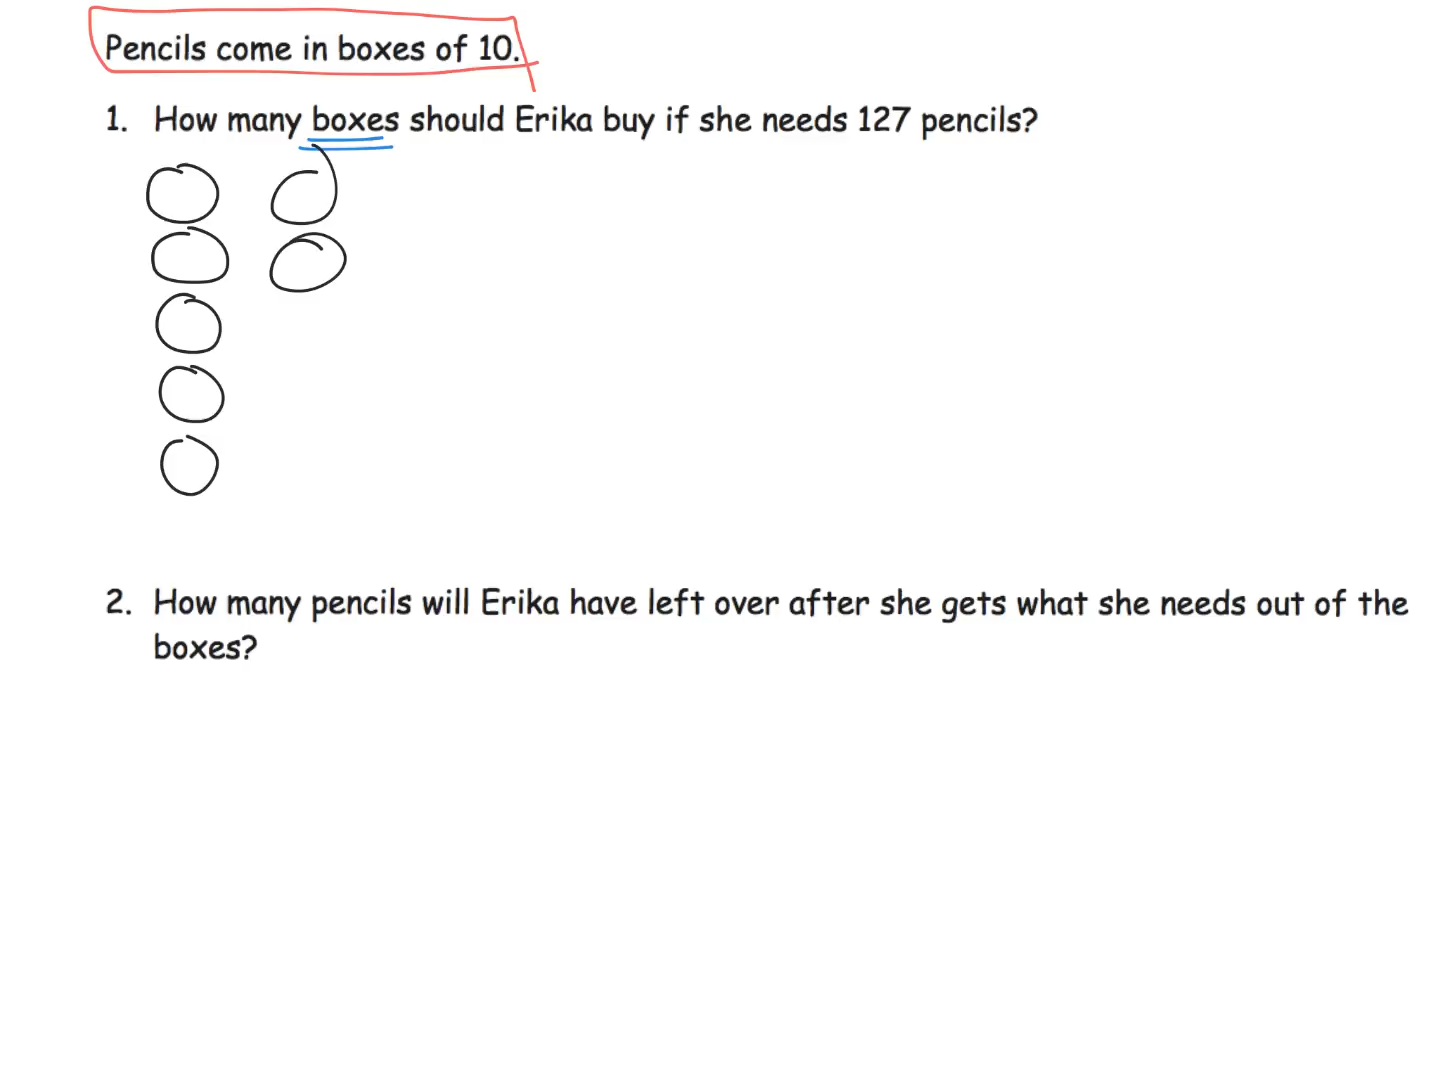 Pencils come in boxes of 10.
1. How many boxes should Erika buy if she needs 127 pencils?
2. How many pencils will Erika have left over after she gets what she needs out of the
boxes?